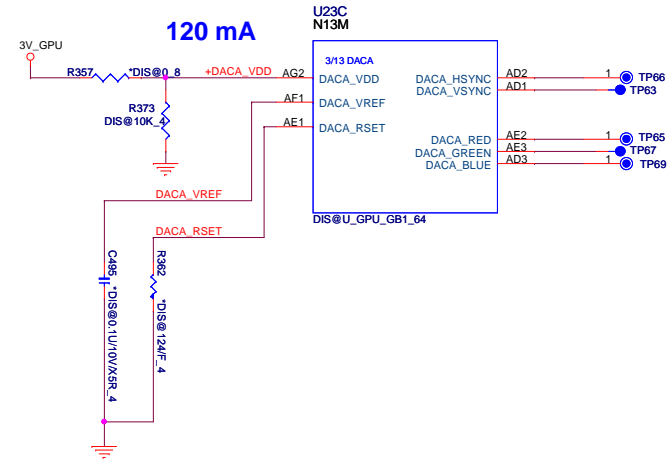 U23C
N13M
120 mA
3V_GPU
3/13 DACA
R357 *DIS@0_8 +DACA_VDD AG2 DACA_VDD DACA_HSYNC AD2 1 TP66
DACA_VSYNC AD1 TP63
AF1 DACA_VREF
R373
DIS@10K_4
AE1 DACA_RSET
DACA_RED AE2 1 TP65
DACA_GREEN AE3 TP67
DACA_BLUE AD3 1 TP69
DACA_VREF
DIS@U_GPU_GB1_64
DACA_RSET
C495 *DIS@0.1U/10V/X5R_4
R362 *DIS@124/F_4